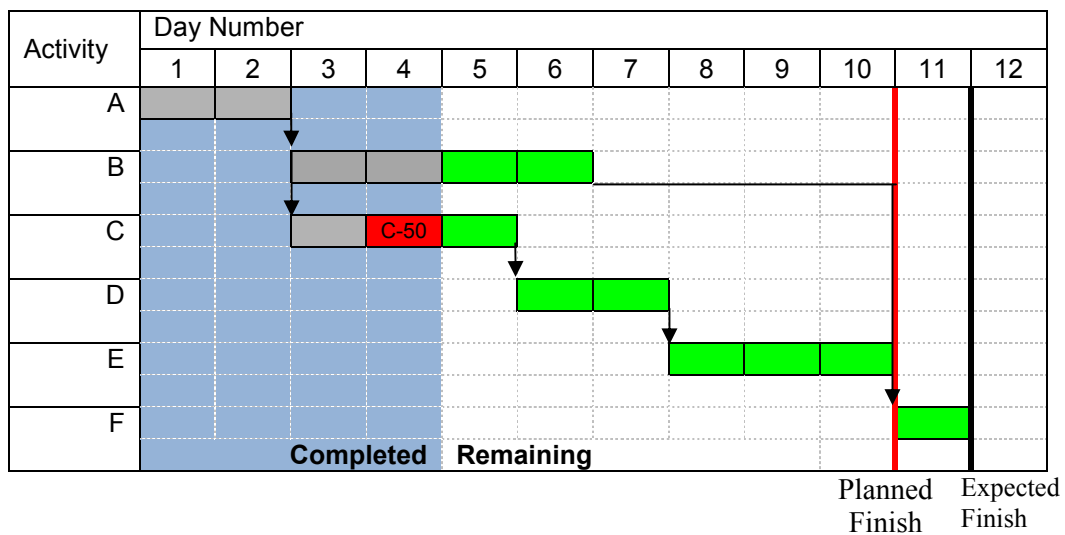 Activity
Day Number
1 2 3 4 5 6 7 8 9 10 11 12
A
B
C C-50
D
E
F
Completed Remaining
Planned Finish
Expected Finish